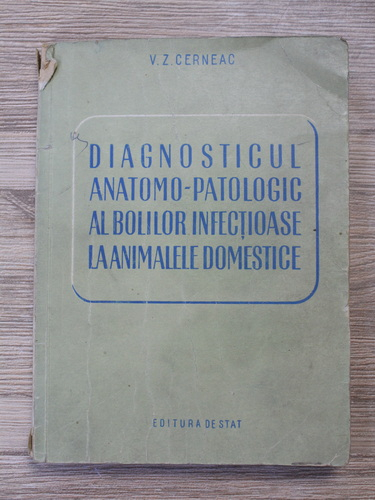 V. Z. CERNEAC
DIAGNOSTICUL
ANATOMO-PATOLOGIC
AL BOLILOR INFECȚIOASE
LA ANIMALELE DOMESTICE
EDITURA DE STAT